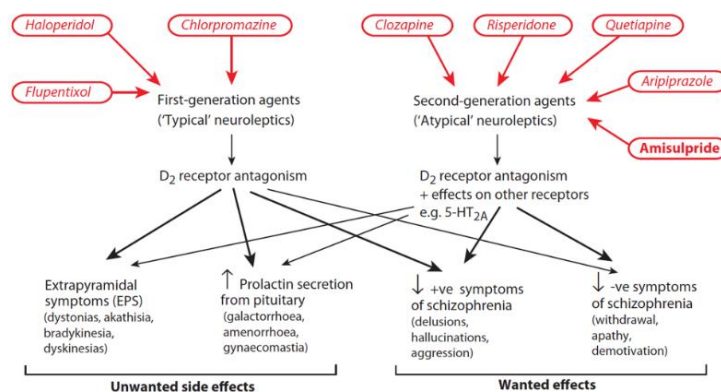 Haloperidol
Chlorpromazine
Clozapine
Risperidone
Quetiapine
Flupentixol
Aripiprazole
Amisulpride
First-generation agents
('Typical' neuroleptics)
Second-generation agents
('Atypical' neuroleptics)
D2 receptor antagonism
D2 receptor antagonism
+ effects on other receptors
e.g. 5-HT2A
Extrapyramidal
symptoms (EPS)
(dystonias, akathisia,
bradykinesia,
dyskinesias)
↑ Prolactin secretion
from pituitary
(galactorrhoea,
amenorrhoea,
gynaecomastia)
↓ +ve symptoms
of schizophrenia
(delusions,
hallucinations,
aggression)
↓ -ve symptoms
of schizophrenia
(withdrawal,
apathy,
demotivation)
Unwanted side effects
Wanted effects